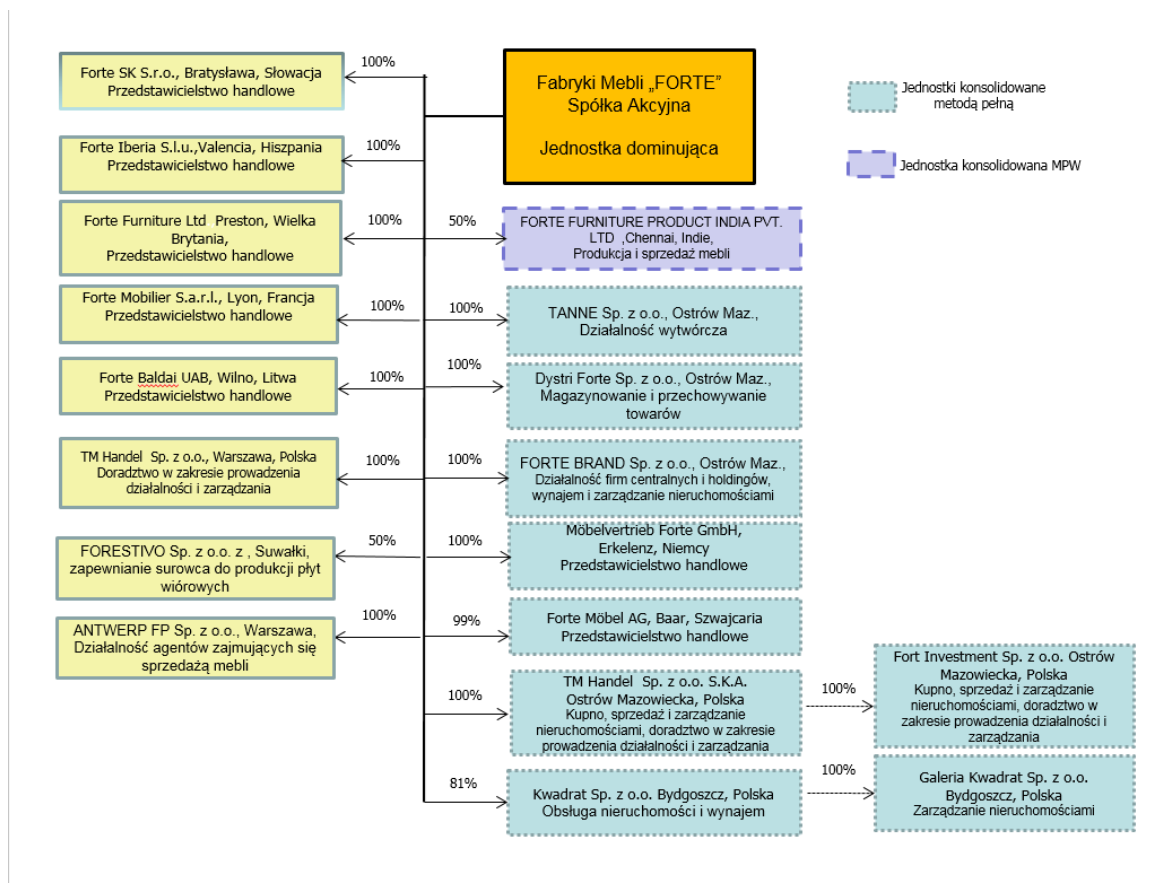 Fabryki Mebli „FORTE”
Spółka Akcyjna
Jednostka dominująca
Jednostki konsolidowane
metodą pełną
Jednostka konsolidowana MPW
100%
Forte SK S.r.o., Bratysława, Słowacja
Przedstawicielstwo handlowe
100%
Forte Iberia S.l.u.,Valencia, Hiszpania
Przedstawicielstwo handlowe
100%
Forte Furniture Ltd  Preston, Wielka
Brytania,
Przedstawicielstwo handlowe
100%
Forte Mobilier S.a.r.l., Lyon, Francja
Przedstawicielstwo handlowe
100%
Forte Baldai UAB, Wilno, Litwa
Przedstawicielstwo handlowe
100%
TM Handel  Sp. z o.o., Warszawa, Polska
Doradztwo w zakresie prowadzenia
działalności i zarządzania
50%
FORESTIVO Sp. z o.o. z , Suwałki,
zapewnianie surowca do produkcji płyt
wiórowych
100%
ANTWERP FP Sp. z o.o., Warszawa,
Działalność agentów zajmujących się
sprzedażą mebli
50%
FORTE FURNITURE PRODUCT INDIA PVT.
LTD  ,Chennai, Indie,
Produkcja i sprzedaż mebli
100%
TANNE Sp. z o.o., Ostrów Maz.,
Działalność wytwórcza
100%
Dystri Forte Sp. z o.o., Ostrów Maz.,
Magazynowanie i przechowywanie
towarów
100%
FORTE BRAND Sp. z o.o., Ostrów Maz.,
Działalność firm centralnych i holdingów,
wynajem i zarządzanie nieruchomościami
100%
Möbelvertrieb Forte GmbH,
Erkelenz, Niemcy
Przedstawicielstwo handlowe
99%
Forte Möbel AG, Baar, Szwajcaria
Przedstawicielstwo handlowe
100%
TM Handel  Sp. z o.o. S.K.A.
Ostrów Mazowiecka, Polska
Kupno, sprzedaż i zarządzanie
nieruchomościami, doradztwo w zakresie
prowadzenia działalności i zarządzania
100%
Fort Investment Sp. z o.o. Ostrów
Mazowiecka, Polska
Kupno, sprzedaż i zarządzanie
nieruchomościami, doradztwo w
zakresie prowadzenia działalności i
zarządzania
81%
Kwadrat Sp. z o.o. Bydgoszcz, Polska
Obsługa nieruchomości i wynajem
100%
Galeria Kwadrat Sp. z o.o.
Bydgoszcz, Polska
Zarządzanie nieruchomościami